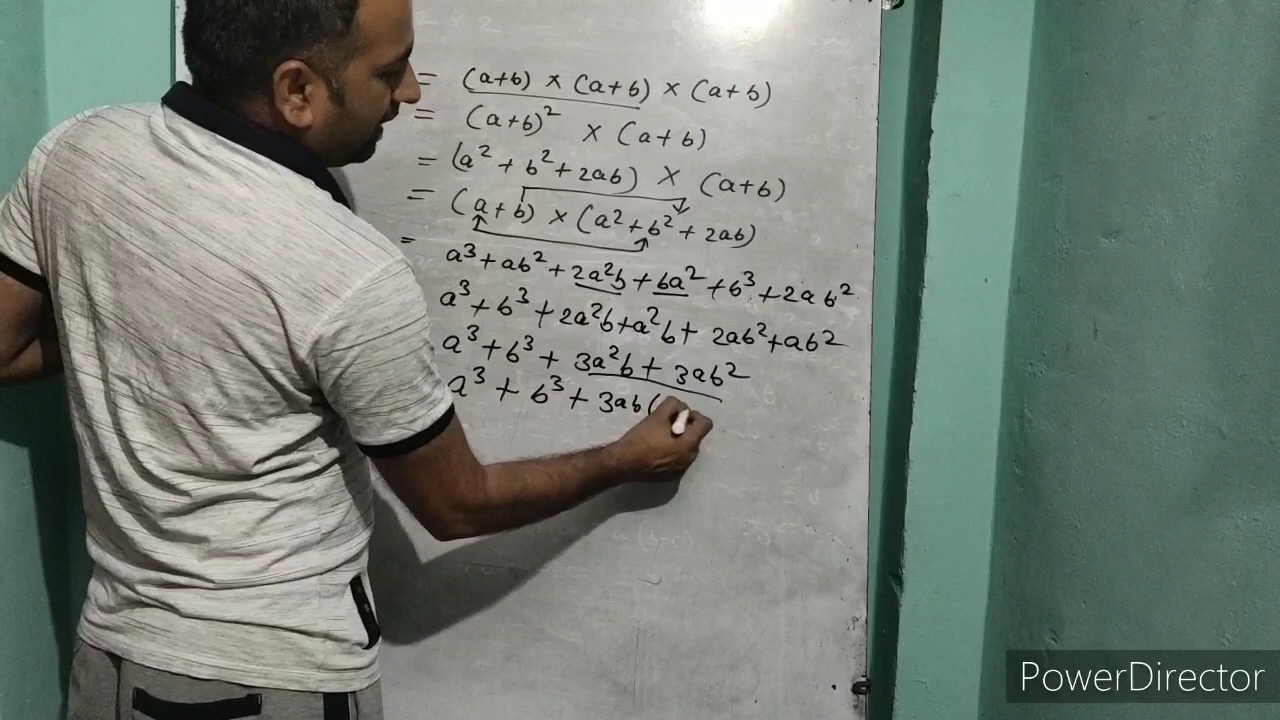 = (a+b) × (a+b) × (a+b)
= (a+b)² × (a+b)
= (a² + b² + 2ab) × (a+b)
= (a+b) × (a² + b² + 2ab)
=
a³ + ab² + 2a²b + ba² + b³ + 2ab²
a³ + b³ + 2a²b + a²b + 2ab² + ab²
a³ + b³ + 3a²b + 3ab²
a³ + b³ + 3ab(
PowerDirector